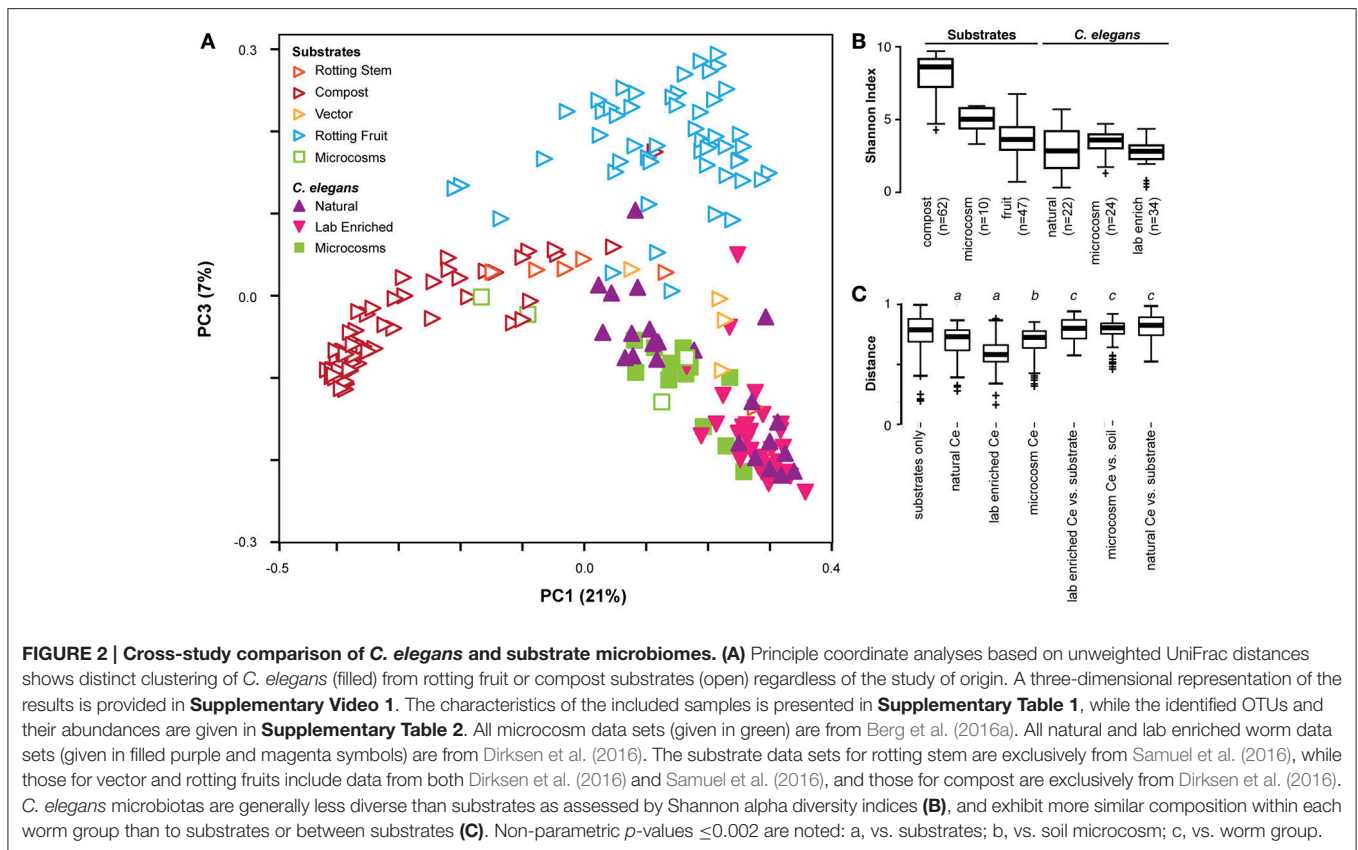 A
0.3
0.0
-0.3
PC3 (7%)
-0.5
0.0
0.4
PC1 (21%)
Substrates
Rotting Stem
Compost
Vector
Rotting Fruit
Microcosms
C. elegans
Natural
Lab Enriched
Microcosms
B
Substrates
C. elegans
10
5
0
Shannon Index
compost (n=62)
microcosm (n=10)
fruit (n=47)
natural (n=22)
microcosm (n=24)
lab enrich (n=34)
C
a
a
b
c
c
c
1
0
Distance
substrates only
natural Ce
lab enriched Ce
microcosm Ce
lab enriched Ce vs. substrate
microcosm Ce vs. soil
natural Ce vs. substrate
FIGURE 2 | Cross-study comparison of C. elegans and substrate microbiomes. (A) Principle coordinate analyses based on unweighted UniFrac distances
shows distinct clustering of C. elegans (filled) from rotting fruit or compost substrates (open) regardless of the study of origin. A three-dimensional representation of the
results is provided in Supplementary Video 1. The characteristics of the included samples is presented in Supplementary Table 1, while the identified OTUs and
their abundances are given in Supplementary Table 2. All microcosm data sets (given in green) are from Berg et al. (2016a). All natural and lab enriched worm data
sets (given in filled purple and magenta symbols) are from Dirksen et al. (2016). The substrate data sets for rotting stem are exclusively from Samuel et al. (2016), while
those for vector and rotting fruits include data from both Dirksen et al. (2016) and Samuel et al. (2016), and those for compost are exclusively from Dirksen et al. (2016).
C. elegans microbiotas are generally less diverse than substrates as assessed by Shannon alpha diversity indices (B), and exhibit more similar composition within each
worm group than to substrates or between substrates (C). Non-parametric p-values ≤0.002 are noted: a, vs. substrates; b, vs. soil microcosm; c, vs. worm group.